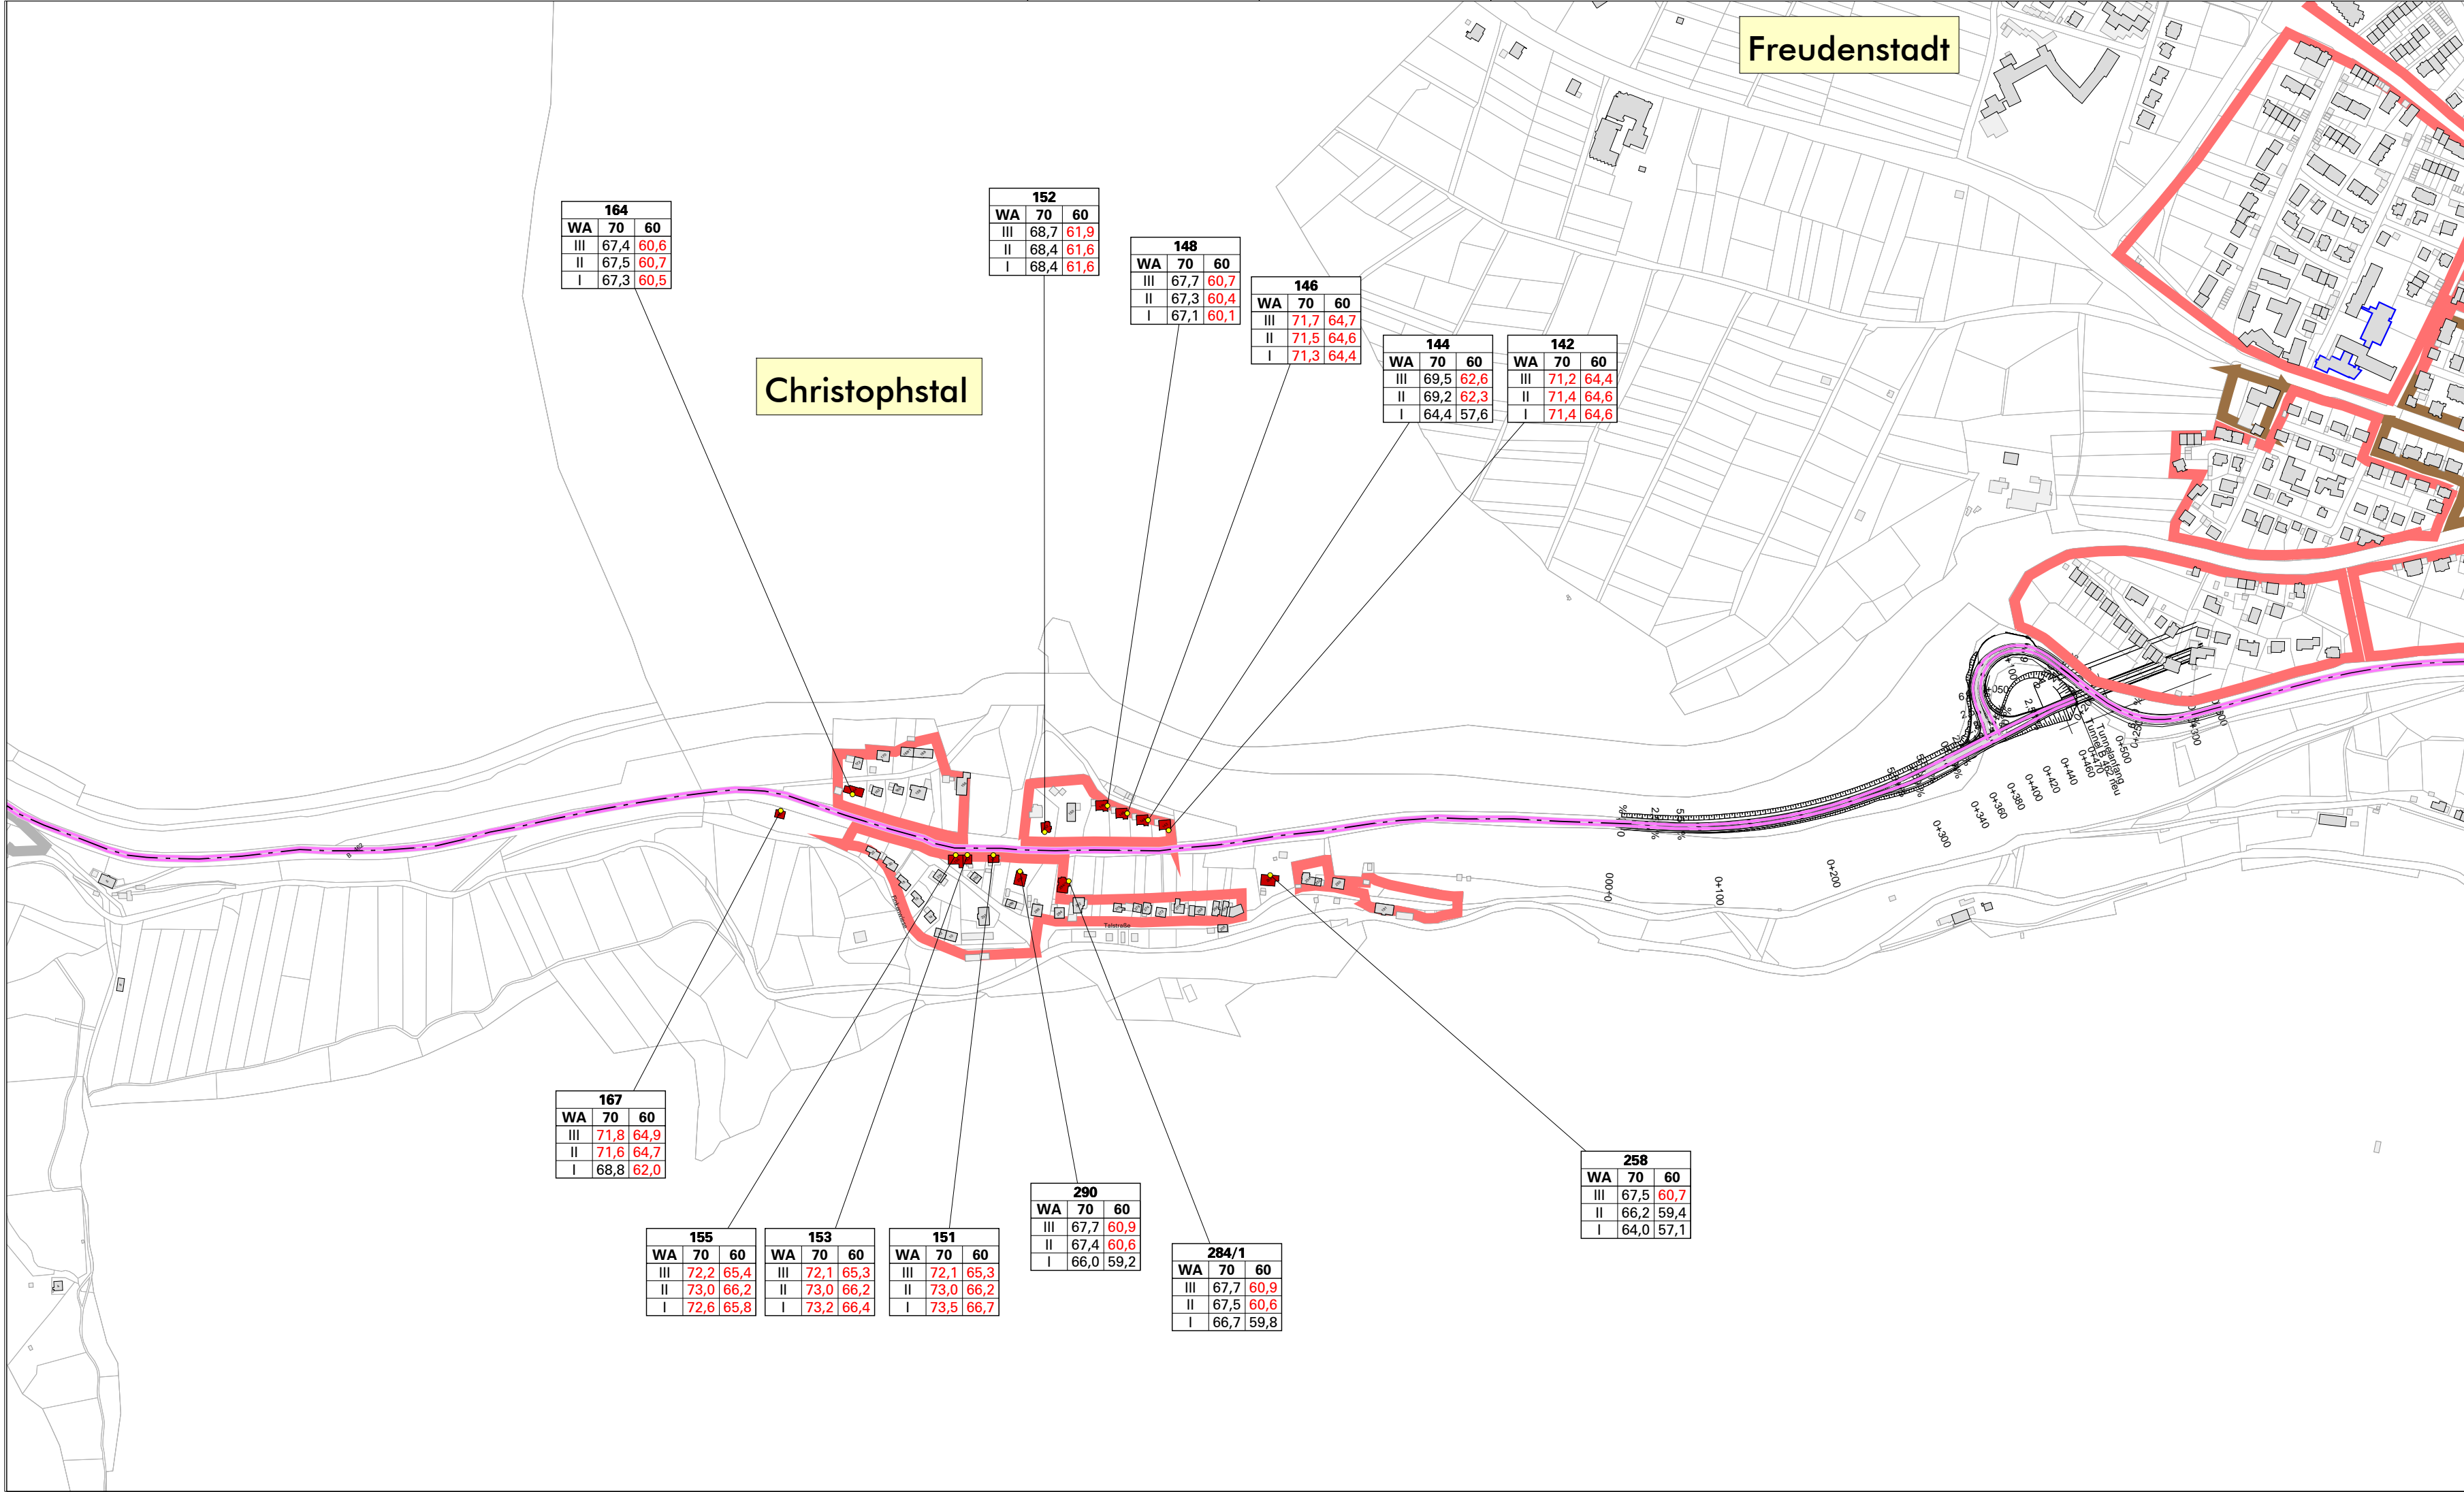 Freudenstadt
Christophstal
164
WA 70 60
III 67,4 60,6
II 67,5 60,7
I 67,3 60,5
152
WA 70 60
III 68,7 61,9
II 68,4 61,6
I 68,4 61,6
148
WA 70 60
III 67,7 60,7
II 67,3 60,4
I 67,1 60,1
146
WA 70 60
III 71,7 64,7
II 71,5 64,6
I 71,3 64,4
144
WA 70 60
III 69,5 62,6
II 69,2 62,3
I 64,4 57,6
142
WA 70 60
III 71,2 64,4
II 71,4 64,6
I 71,4 64,6
Tunnelanfang
Tunnel B 462 neu
0+500
0+470
0+460
0+440
0+420
0+400
0+380
0+360
0+340
0+300
0+200
0+100
0+000
Talstraße
167
WA 70 60
III 71,8 64,9
II 71,6 64,7
I 68,8 62,0
155
WA 70 60
III 72,2 65,4
II 73,0 66,2
I 72,6 65,8
153
WA 70 60
III 72,1 65,3
II 73,0 66,2
I 73,2 66,4
151
WA 70 60
III 72,1 65,3
II 73,0 66,2
I 73,5 66,7
290
WA 70 60
III 67,7 60,9
II 67,4 60,6
I 66,0 59,2
284/1
WA 70 60
III 67,7 60,9
II 67,5 60,6
I 66,7 59,8
258
WA 70 60
III 67,5 60,7
II 66,2 59,4
I 64,0 57,1